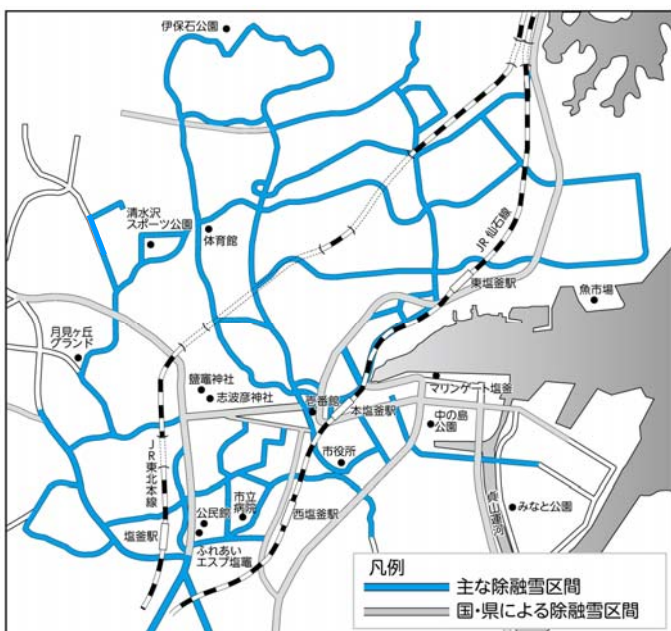 伊保石公園
清水沢
スポーツ公園
体育館
JR仙石線
東塩釜駅
魚市場
月見ヶ丘
グランド
鹽竈神社
志波彦神社
壱番館
本塩釜駅
マリンゲート塩釜
中の島
公園
市役所
JR東北本線
塩釜駅
公民館
市立
病院
西塩釜駅
ふれあい
エスプ塩竈
貞山運河
みなと公園
凡例
主な除融雪区間
国・県による除融雪区間